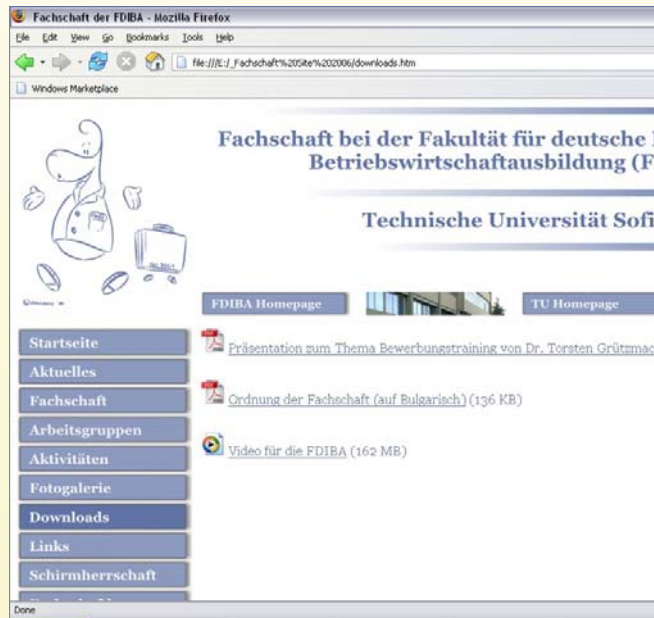 Fachschaft der FDIBA - Mozilla Firefox
File Edit View Go Bookmarks Tools Help
file:///E:/_Fachschaft%20Site%202006/downloads.htm
Windows Marketplace
Fachschaft bei der Fakultät für deutsche
Betriebswirtschaftausbildung (F
Technische Universität Sofi
FDIBA Homepage
TU Homepage
Startseite
Aktuelles
Fachschaft
Arbeitsgruppen
Aktivitäten
Fotogalerie
Downloads
Links
Schirmherrschaft
Präsentation zum Thema Bewerbungstraining von Dr. Torsten Grützmac
Ordnung der Fachschaft (auf Bulgarisch) (136 KB)
Video für die FDIBA (162 MB)
Done